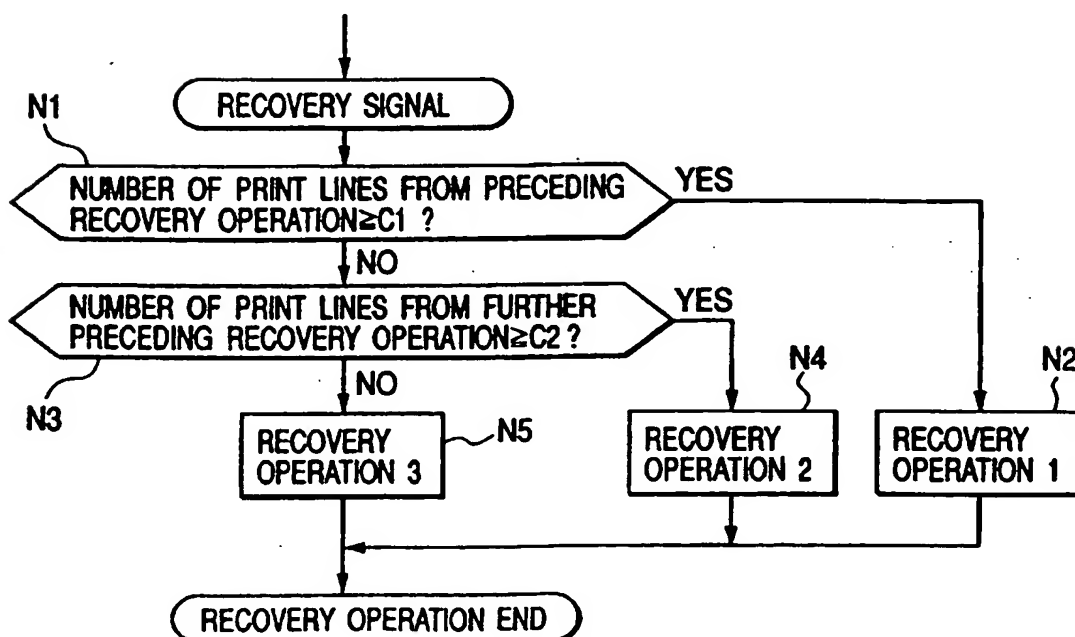 RECOVERY SIGNAL
N1
NUMBER OF PRINT LINES FROM PRECEDING
RECOVERY OPERATION≥C1 ?
YES
NO
NUMBER OF PRINT LINES FROM FURTHER
PRECEDING RECOVERY OPERATION≥C2 ?
YES
N3
NO
N4
N2
N5
RECOVERY
OPERATION 3
RECOVERY
OPERATION 2
RECOVERY
OPERATION 1
RECOVERY OPERATION END